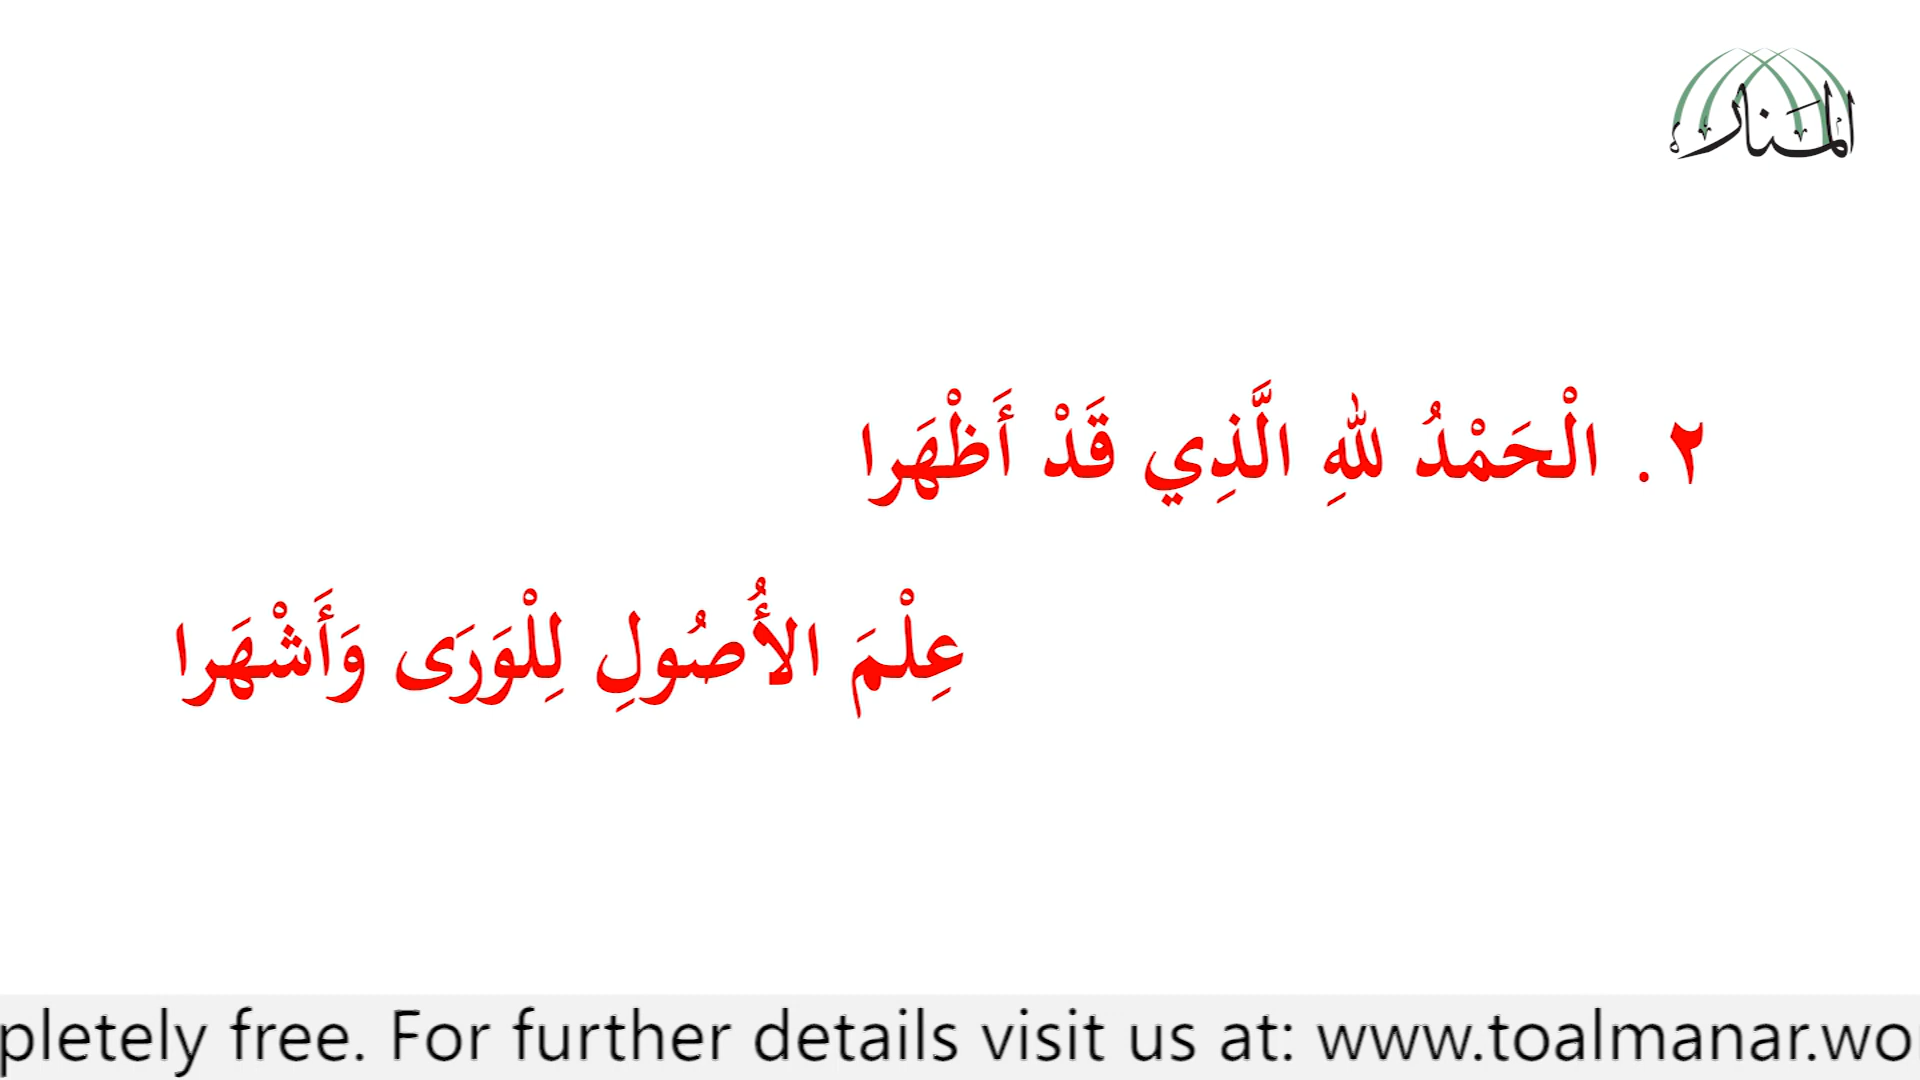 المنارة
٢. الْحَمْدُ للهِ الَّذِي قَدْ أَظْهَرا
عِلْمَ الأُصُولِ لِلْوَرَى وَأَشْهَرا
pletely free. For further details visit us at: www.toalmanar.wo